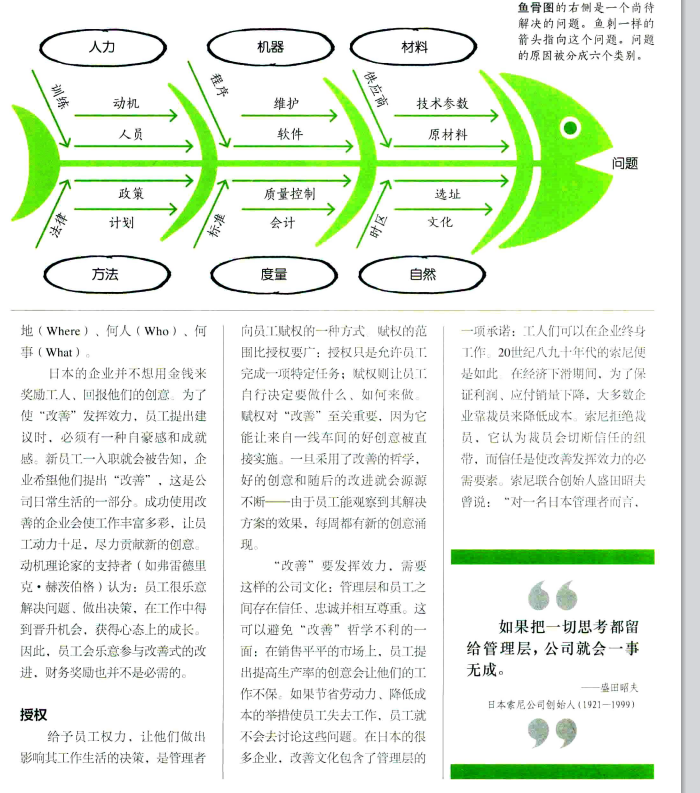 鱼骨图的右侧是一个尚待
解决的问题。鱼刺一样的
箭头指向这个问题。问题
的原因被分成六个类别。
人力
机器
材料
训练
动机
人员
程序
维护
软件
供应商
技术参数
原材料
问题
法律
政策
计划
标准
质量控制
会计
时区
选址
文化
方法
度量
自然
地（Where）、何人（Who）、何
事（What）。
日本的企业并不想用金钱来
奖励工人、回报他们的创意。为了
使“改善”发挥效力，员工提出建
议时，必须有一种自豪感和成就
感。新员工一入职就会被告知，企
业希望他们提出“改善”，这是公
司日常生活的一部分。成功使用改
善的企业会使工作丰富多彩，让员
工动力十足，尽力贡献新的创意。
动机理论家的支持者（如弗雷德里
克·赫茨伯格）认为：员工很乐意
解决问题、做出决策，在工作中得
到晋升机会，获得心态上的成长。
因此，员工会乐意参与改善式的改
进，财务奖励也并不是必需的。
授权
给予员工权力，让他们做出
影响其工作生活的决策，是管理者
向员工赋权的一种方式。赋权的范
围比授权要广：授权只是允许员工
完成一项特定任务；赋权则让员工
自行决定要做什么、如何来做。
赋权对“改善”至关重要，因为它
能让来自一线车间的好创意被直
接实施。一旦采用了改善的哲学，
好的创意和随后的改进就会源源
不断——由于员工能观察到其解决
方案的效果，每周都有新的创意涌
现。
“改善”要发挥效力，需要
这样的公司文化：管理层和员工之
间存在信任、忠诚并相互尊重。这
可以避免“改善”哲学不利的一
面：在销售平平的市场上，员工提
出提高生产率的创意会让他们的工
作不保。如果节省劳动力、降低成
本的举措使员工失去工作，员工就
不会去讨论这些问题。在日本的很
多企业，改善文化包含了管理层的
一项承诺：工人们可以在企业终身
工作。20世纪八九十年代的索尼便
是如此。在经济下滑期间，为了保
证利润、应付销量下降，大多数企
业靠裁员来降低成本。索尼拒绝裁
员，它认为裁员会切断信任的纽
带，而信任是使改善发挥效力的必
需要素。索尼联合创始人盛田昭夫
曾说：“对一名日本管理者而言，
如果把一切思考都留
给管理层，公司就会一事
无成。
——盛田昭夫
日本索尼公司创始人（1921—1999）